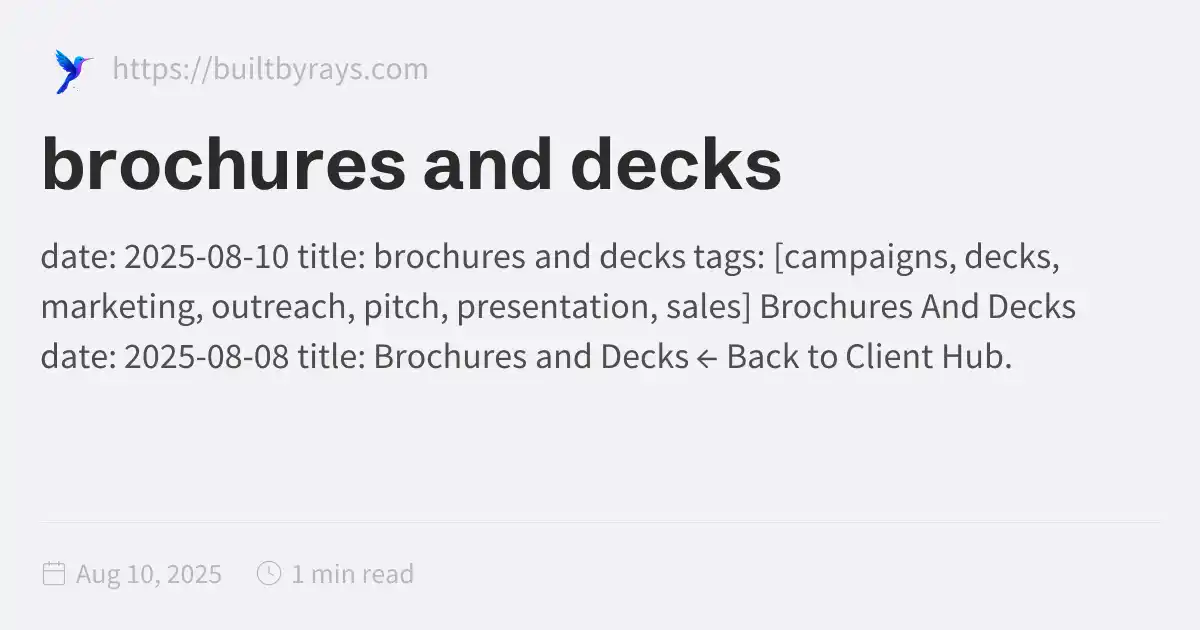 https://builtbyrays.com
brochures and decks
date: 2025-08-10 title: brochures and decks tags: [campaigns, decks,
marketing, outreach, pitch, presentation, sales] Brochures And Decks
date: 2025-08-08 title: Brochures and Decks ← Back to Client Hub.
Aug 10, 2025 1 min read